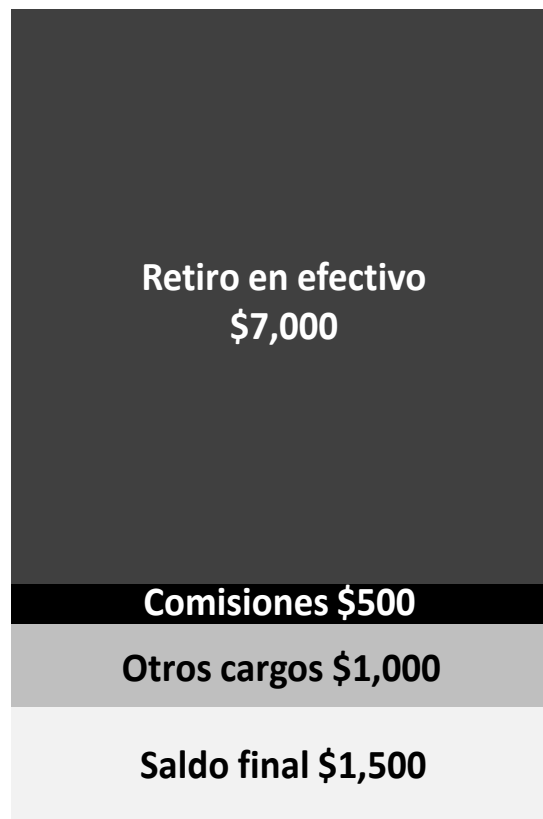 Retiro en efectivo
$7,000
Comisiones $500
Otros cargos $1,000
Saldo final $1,500